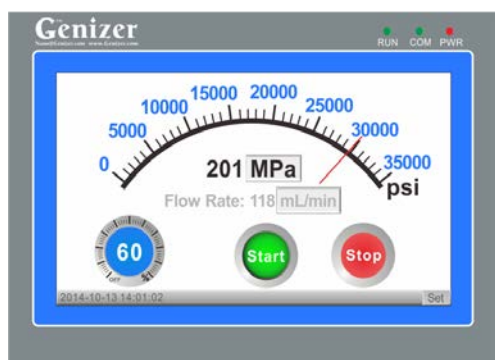 Genizer
RUN COM PWR
0 5000 10000 15000 20000 25000 30000 35000
psi
201 MPa
Flow Rate: 118 mL/min
60
OFF
Start
Stop
2014-10-13 14:01:02
Set